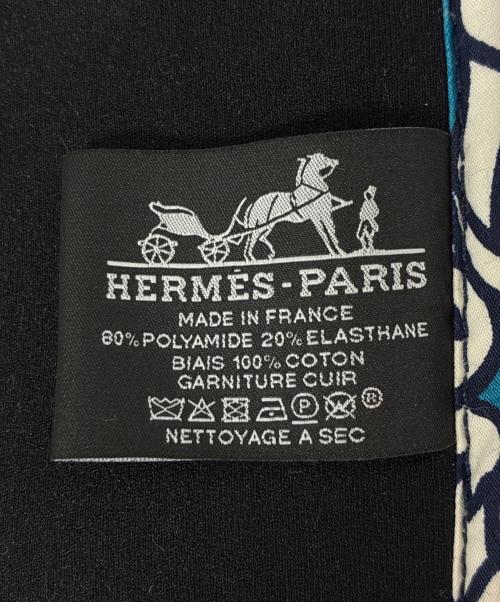 HERMÈS-PARIS
MADE IN FRANCE
80% POLYAMIDE 20% ELASTHANE
BIAIS 100% COTON
GARNITURE CUIR
P ®
NETTOYAGE A SEC